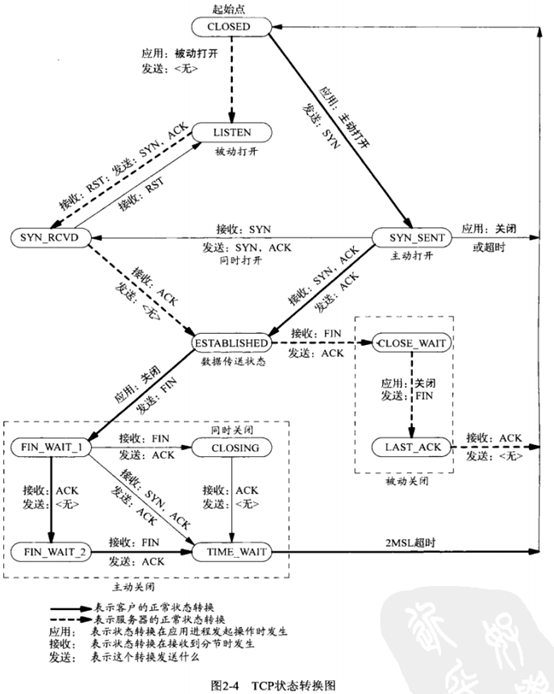 起始点
CLOSED
应用：被动打开
发送：<无>
应用：主动打开
发送：SYN
LISTEN
被动打开
接收：RST；发送：SYN，ACK
接收：RST
SYN_RCVD
接收：SYN
发送：SYN，ACK
同时打开
SYN_SENT
主动打开
应用：关闭
或超时
接收：ACK
发送：<无>
接收：SYN，ACK
发送：ACK
ESTABLISHED
数据传送状态
接收：FIN
发送：ACK
CLOSE_WAIT
应用：关闭
发送：FIN
应用：关闭
发送：FIN
LAST_ACK
被动关闭
接收：ACK
发送：<无>
FIN_WAIT_1
接收：FIN
发送：ACK
同时关闭
CLOSING
接收：ACK
发送：<无>
接收：SYN，ACK
发送：ACK
接收：ACK
发送：<无>
FIN_WAIT_2
接收：FIN
发送：ACK
TIME_WAIT
2MSL超时
主动关闭
表示客户的正常状态转换
表示服务器的正常状态转换
应用： 表示状态转换在应用进程发起操作时发生
接收： 表示状态转换在接收到分节时发生
发送： 表示这个转换发送什么
图2-4 TCP状态转换图